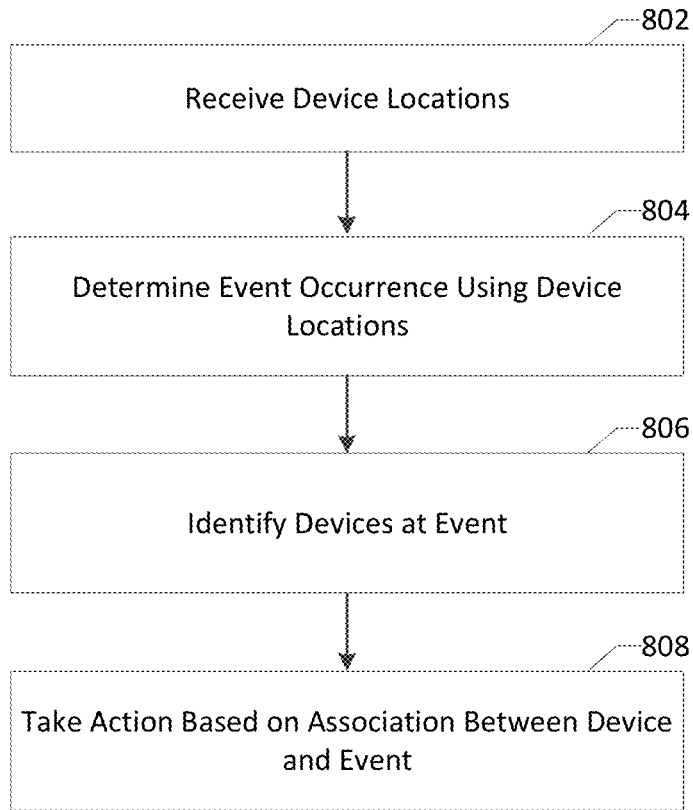 802
Receive Device Locations
804
Determine Event Occurrence Using Device
Locations
806
Identify Devices at Event
808
Take Action Based on Association Between Device
and Event